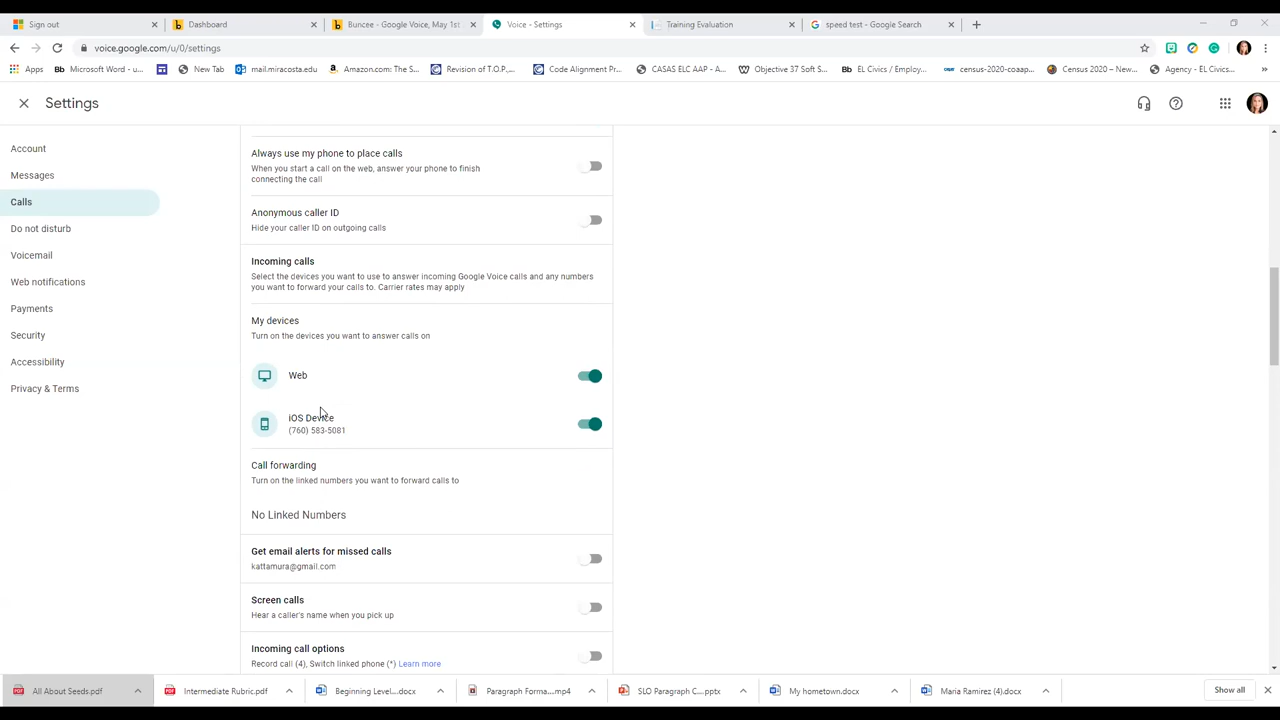 Sign out
Dashboard
Buncee - Google Voice, May 1st
Voice - Settings
Training Evaluation
speed test - Google Search
voice.google.com/u/0/settings
Apps
Microsoft Word - u...
New Tab
mail.miracosta.edu
Amazon.com: The S...
Revision of T.O.P,...
Code Alignment Pr...
CASAS ELC AAP - A...
Objective 37 Soft S...
EL Civics / Employ...
census-2020-coaap...
Census 2020 – New...
Agency - EL Civics...
Settings
Account
Messages
Calls
Do not disturb
Voicemail
Web notifications
Payments
Security
Accessibility
Privacy & Terms
Always use my phone to place calls
When you start a call on the web, answer your phone to finish
connecting the call
Anonymous caller ID
Hide your caller ID on outgoing calls
Incoming calls
Select the devices you want to use to answer incoming Google Voice calls and any numbers
you want to forward your calls to. Carrier rates may apply
My devices
Turn on the devices you want to answer calls on
Web
iOS Device
(760) 583-5081
Call forwarding
Turn on the linked numbers you want to forward calls to
No Linked Numbers
Get email alerts for missed calls
kattamura@gmail.com
Screen calls
Hear a caller's name when you pick up
Incoming call options
Record call (4), Switch linked phone (*) Learn more
All About Seeds.pdf
Intermediate Rubric.pdf
Beginning Level....docx
Paragraph Forma....mp4
SLO Paragraph C....pptx
My hometown.docx
Maria Ramirez (4).docx
Show all